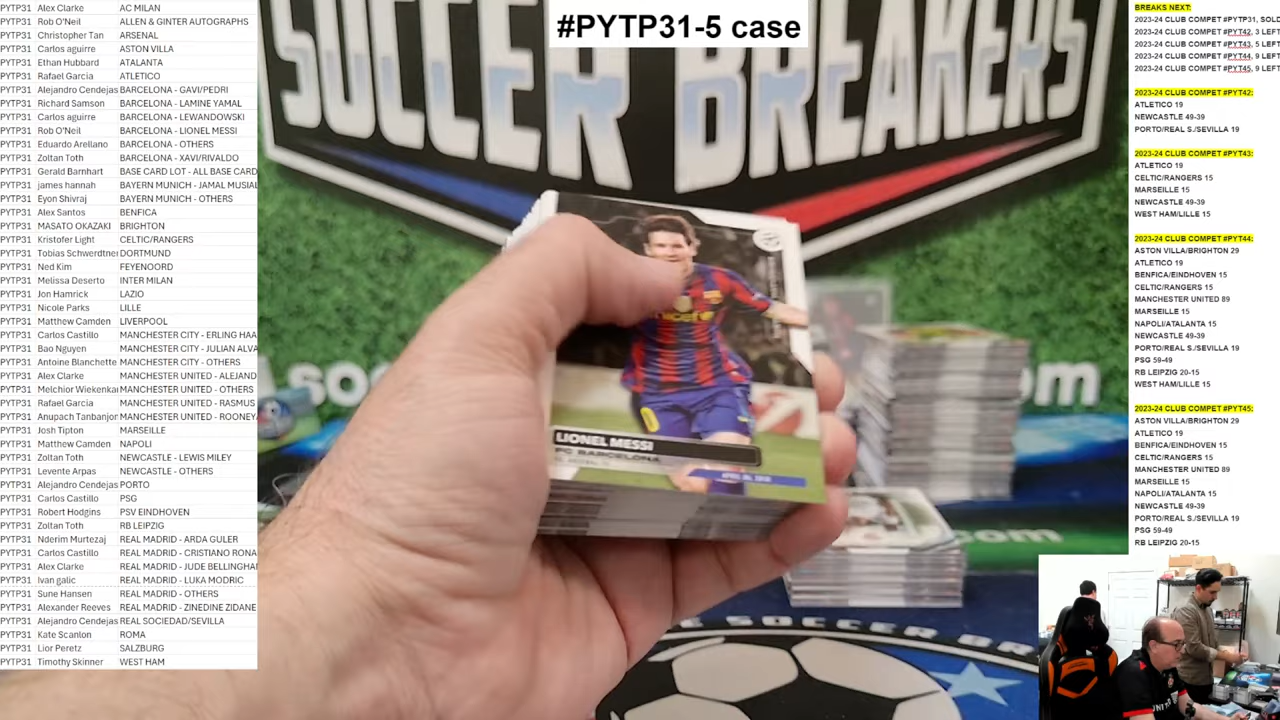 #PYTP31-5 case
PYTP31 Alex Clarke AC MILAN
PYTP31 Rob O'Neil ALLEN & GINTER AUTOGRAPHS
PYTP31 Christopher Tan ARSENAL
PYTP31 Carlos aguirre ASTON VILLA
PYTP31 Ethan Hubbard ATALANTA
PYTP31 Rafael Garcia ATLETICO
PYTP31 Alejandro Cendejas BARCELONA - GAVI/PEDRI
PYTP31 Richard Samson BARCELONA - LAMINE YAMAL
PYTP31 Carlos aguirre BARCELONA - LEWANDOWSKI
PYTP31 Rob O'Neil BARCELONA - LIONEL MESSI
PYTP31 Eduardo Arellano BARCELONA - OTHERS
PYTP31 Zoltan Toth BARCELONA - XAVI/RIVALDO
PYTP31 Gerald Barnhart BASE CARD LOT - ALL BASE CARD
PYTP31 james hannah BAYERN MUNICH - JAMAL MUSIAL
PYTP31 Eyon Shivraj BAYERN MUNICH - OTHERS
PYTP31 Alex Santos BENFICA
PYTP31 MASATO OKAZAKI BRIGHTON
PYTP31 Kristofer Light CELTIC/RANGERS
PYTP31 Tobias Schwerdtner DORTMUND
PYTP31 Ned Kim FEYENOORD
PYTP31 Melissa Deserto INTER MILAN
PYTP31 Jon Hamrick LAZIO
PYTP31 Nicole Parks LILLE
PYTP31 Matthew Camden LIVERPOOL
PYTP31 Carlos Castillo MANCHESTER CITY - ERLING HAA
PYTP31 Bao Nguyen MANCHESTER CITY - JULIAN ALVA
PYTP31 Antoine Blanchette MANCHESTER CITY - OTHERS
PYTP31 Alex Clarke MANCHESTER UNITED - ALEJAND
PYTP31 Melchior Wiekenkar MANCHESTER UNITED - OTHERS
PYTP31 Rafael Garcia MANCHESTER UNITED - RASMUS
PYTP31 Anupach Tanbanjor MANCHESTER UNITED - ROONEY
PYTP31 Josh Tipton MARSEILLE
PYTP31 Matthew Camden NAPOLI
PYTP31 Zoltan Toth NEWCASTLE - LEWIS MILEY
PYTP31 Levente Arpas NEWCASTLE - OTHERS
PYTP31 Alejandro Cendejas PORTO
PYTP31 Carlos Castillo PSG
PYTP31 Robert Hodgins PSV EINDHOVEN
PYTP31 Zoltan Toth RB LEIPZIG
PYTP31 Nderim Murtezaj REAL MADRID - ARDA GULER
PYTP31 Carlos Castillo REAL MADRID - CRISTIANO RONA
PYTP31 Alex Clarke REAL MADRID - JUDE BELLINGHA
PYTP31 Ivan galic REAL MADRID - LUKA MODRIC
PYTP31 Sune Hansen REAL MADRID - OTHERS
PYTP31 Alexander Reeves REAL MADRID - ZINEDINE ZIDANE
PYTP31 Alejandro Cendejas REAL SOCIEDAD/SEVILLA
PYTP31 Kate Scanlon ROMA
PYTP31 Lior Peretz SALZBURG
PYTP31 Timothy Skinner WEST HAM
SOCCER BREAKERS
LIONEL MESSI
FC BARCELONA
BREAKS NEXT:
2023-24 CLUB COMPET #PYTP31, SOLD
2023-24 CLUB COMPET #PYT42, 3 LEFT
2023-24 CLUB COMPET #PYT43, 5 LEFT
2023-24 CLUB COMPET #PYT44, 9 LEFT
2023-24 CLUB COMPET #PYT45, 9 LEFT
2023-24 CLUB COMPET #PYT42:
ATLETICO 19
NEWCASTLE 49-39
PORTO/REAL S./SEVILLA 19
2023-24 CLUB COMPET #PYT43:
ATLETICO 19
CELTIC/RANGERS 15
MARSEILLE 15
NEWCASTLE 49-39
WEST HAM/LILLE 15
2023-24 CLUB COMPET #PYT44:
ASTON VILLA/BRIGHTON 29
ATLETICO 19
BENFICA/EINDHOVEN 15
CELTIC/RANGERS 15
MANCHESTER UNITED 89
MARSEILLE 15
NAPOLI/ATALANTA 15
NEWCASTLE 49-39
PORTO/REAL S./SEVILLA 19
PSG 59-49
RB LEIPZIG 20-15
WEST HAM/LILLE 15
2023-24 CLUB COMPET #PYT45:
ASTON VILLA/BRIGHTON 29
ATLETICO 19
BENFICA/EINDHOVEN 15
CELTIC/RANGERS 15
MANCHESTER UNITED 89
MARSEILLE 15
NAPOLI/ATALANTA 15
NEWCASTLE 49-39
PORTO/REAL S./SEVILLA 19
PSG 59-49
RB LEIPZIG 20-15